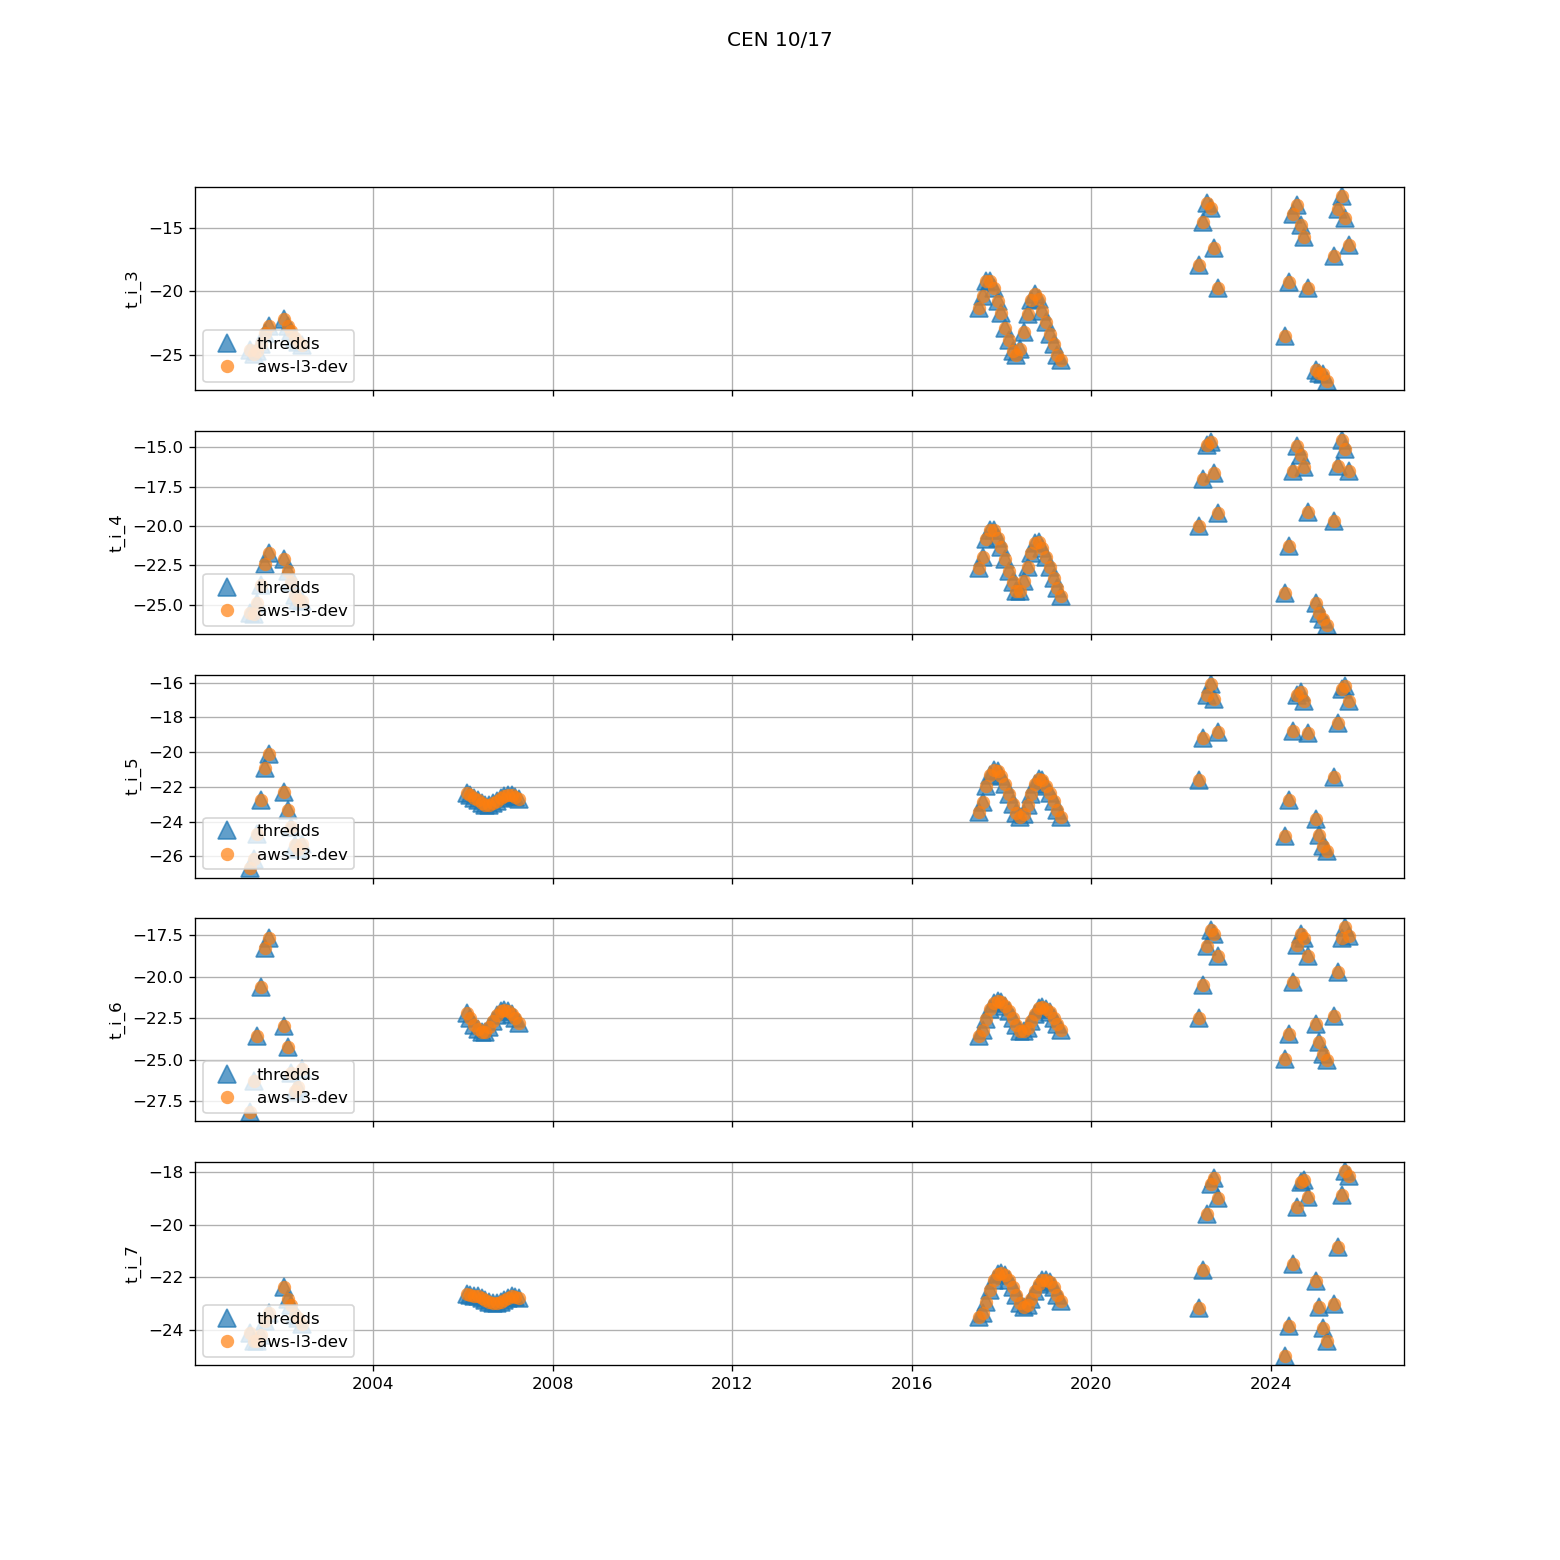 CEN 10/17
t_i_3
−15
−20
−25
thredds
aws-l3-dev
t_i_4
−15.0
−17.5
−20.0
−22.5
−25.0
thredds
aws-l3-dev
t_i_5
−16
−18
−20
−22
−24
−26
thredds
aws-l3-dev
t_i_6
−17.5
−20.0
−22.5
−25.0
−27.5
thredds
aws-l3-dev
t_i_7
−18
−20
−22
−24
thredds
aws-l3-dev
2004 2008 2012 2016 2020 2024